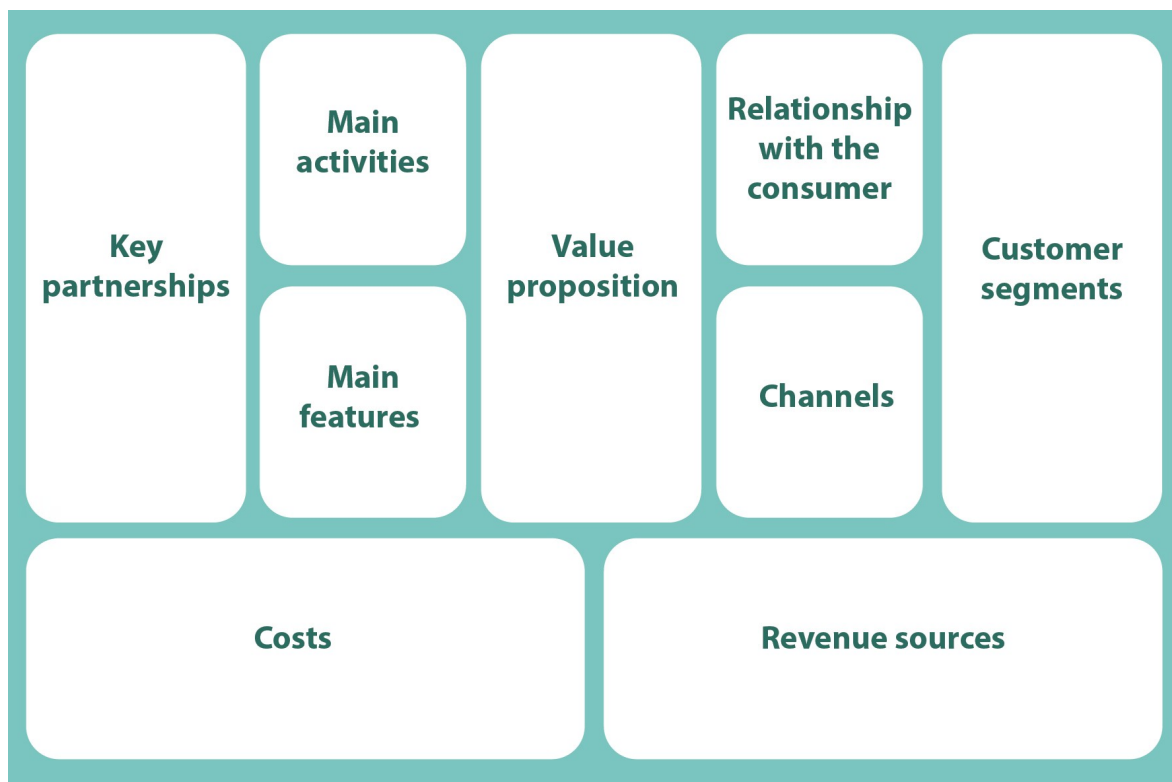 Key
partnerships
Main
activities
Main
features
Value
proposition
Relationship
with the
consumer
Channels
Customer
segments
Costs
Revenue sources